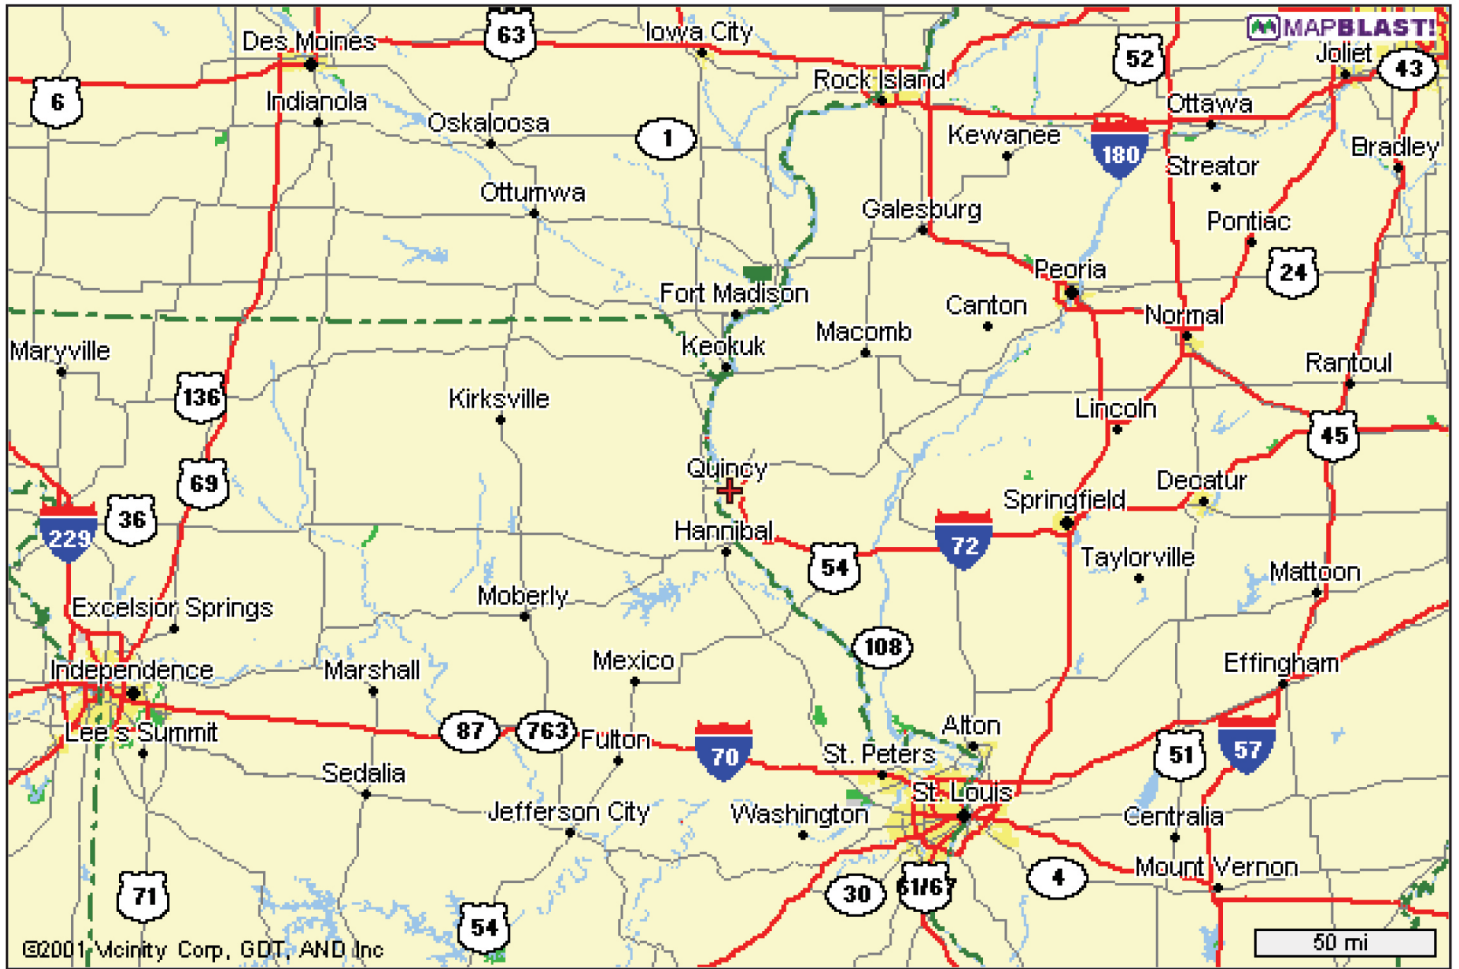 MAPBLAST!
63
Iowa City
Des Moines
52
Joliet
43
Rock Island
6
Indianola
Ottawa
Oskaloosa
1
Kewanee
180
Bradley
Streator
Ottumwa
Galesburg
Pontiac
Peoria
24
Fort Madison
Canton
Normal
Macomb
Maryville
Keokuk
Rantoul
136
Kirksville
Lincoln
45
Quincy
69
Decatur
Springfield
36
229
Hannibal
72
54
Taylorville
Mattoon
Moberly
Excelsior Springs
108
Mexico
Effingham
Independence
Marshall
Alton
Lee's Summit
87
763
Fulton
70
St. Peters
51
57
Sedalia
St. Louis
Jefferson City
Washington
Centralia
Mount Vernon
4
30
61/67
71
54
©2001 Vicinity Corp, GDT, AND Inc
50 mi